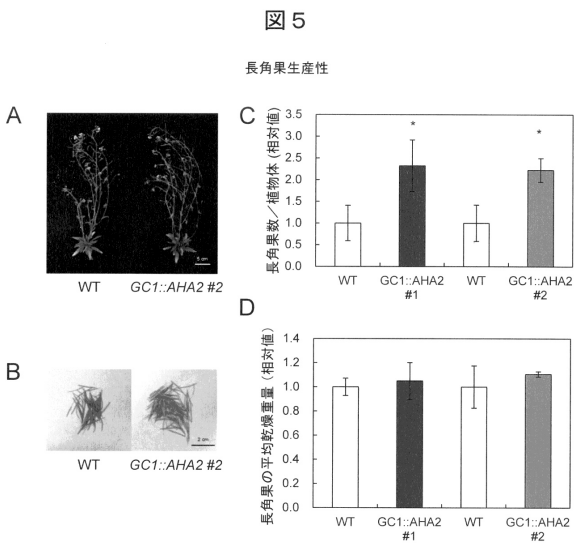 図5
長角果生産性
A
5 cm
WT
GC1::AHA2 #2
B
2 cm
WT
GC1::AHA2 #2
C
長角果数/植物体 (相対値)
3.5
3.0
2.5
2.0
1.5
1.0
0.5
0.0
*
*
WT
GC1::AHA2
#1
WT
GC1::AHA2
#2
D
長角果の平均乾燥重量 (相対値)
1.4
1.2
1.0
0.8
0.6
0.4
0.2
0.0
WT
GC1::AHA2
#1
WT
GC1::AHA2
#2